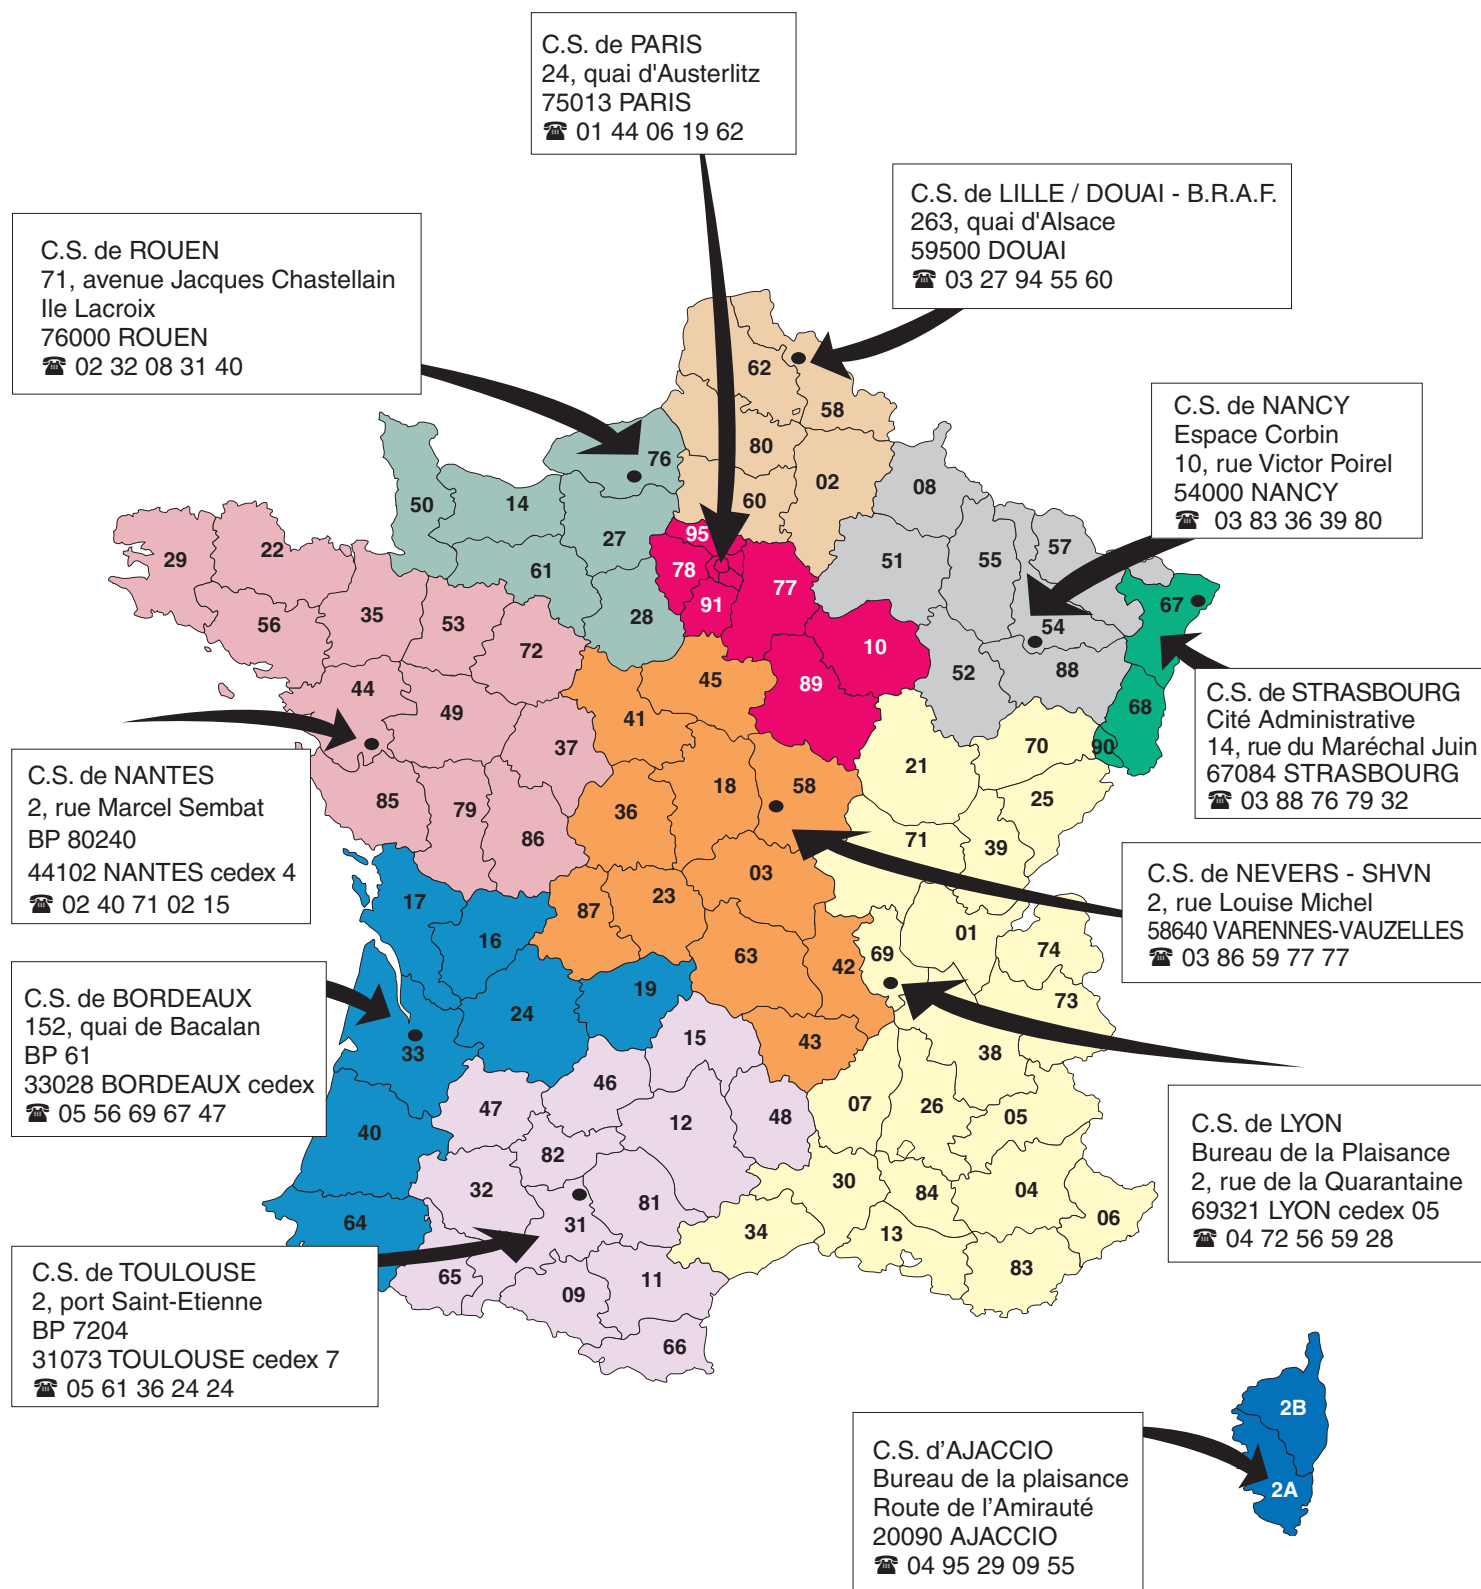 C.S. de PARIS
24, quai d'Austerlitz
75013 PARIS
☎ 01 44 06 19 62
C.S. de LILLE / DOUAI - B.R.A.F.
263, quai d'Alsace
59500 DOUAI
☎ 03 27 94 55 60
C.S. de ROUEN
71, avenue Jacques Chastellain
Ile Lacroix
76000 ROUEN
☎ 02 32 08 31 40
C.S. de NANCY
Espace Corbin
10, rue Victor Poirel
54000 NANCY
☎ 03 83 36 39 80
C.S. de STRASBOURG
Cité Administrative
14, rue du Maréchal Juin
67084 STRASBOURG
☎ 03 88 76 79 32
C.S. de NANTES
2, rue Marcel Sembat
BP 80240
44102 NANTES cedex 4
☎ 02 40 71 02 15
C.S. de NEVERS - SHVN
2, rue Louise Michel
58640 VARENNES-VAUZELLES
☎ 03 86 59 77 77
C.S. de BORDEAUX
152, quai de Bacalan
BP 61
33028 BORDEAUX cedex
☎ 05 56 69 67 47
C.S. de LYON
Bureau de la Plaisance
2, rue de la Quarantaine
69321 LYON cedex 05
☎ 04 72 56 59 28
C.S. de TOULOUSE
2, port Saint-Etienne
BP 7204
31073 TOULOUSE cedex 7
☎ 05 61 36 24 24
C.S. d'AJACCIO
Bureau de la plaisance
Route de l'Amirauté
20090 AJACCIO
☎ 04 95 29 09 55
62
58
80
76
02
08
60
50
14
95
27
57
22
29
51
55
78
61
77
67
91
35
28
53
56
54
72
10
88
52
45
89
44
68
49
41
70
37
90
21
18
58
25
85
79
36
86
71
39
03
23
17
87
01
16
69
74
63
42
19
73
24
15
43
38
33
46
07
26
47
05
48
12
40
82
30
04
32
84
81
06
64
31
34
13
83
65
11
09
66
2B
2A